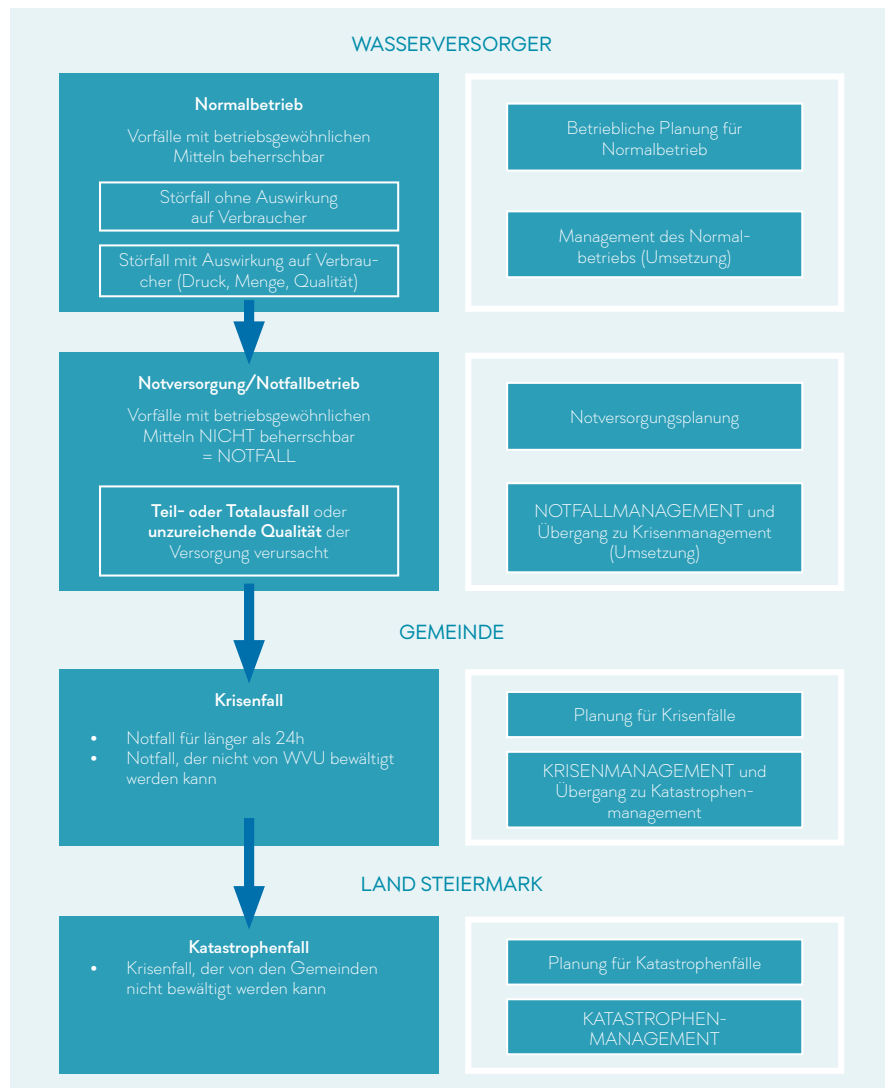 WASSERVERSORGER
Normalbetrieb
Vorfälle mit betriebsgewöhnlichen
Mitteln beherrschbar
Störfall ohne Auswirkung
auf Verbraucher
Störfall mit Auswirkung auf Verbrau-
cher (Druck, Menge, Qualität)
Betriebliche Planung für
Normalbetrieb
Management des Normal-
betriebs (Umsetzung)
Notversorgung/Notfallbetrieb
Vorfälle mit betriebsgewöhnlichen
Mitteln NICHT beherrschbar
= NOTFALL
Teil- oder Totalausfall oder
unzureichende Qualität der
Versorgung verursacht
Notversorgungsplanung
NOTFALLMANAGEMENT und
Übergang zu Krisenmanagement
(Umsetzung)
GEMEINDE
Krisenfall
• Notfall für länger als 24h
• Notfall, der nicht von WVU bewältigt
werden kann
Planung für Krisenfälle
KRISENMANAGEMENT und
Übergang zu Katastrophen-
management
LAND STEIERMARK
Katastrophenfall
• Krisenfall, der von den Gemeinden
nicht bewältigt werden kann
Planung für Katastrophenfälle
KATASTROPHEN-
MANAGEMENT